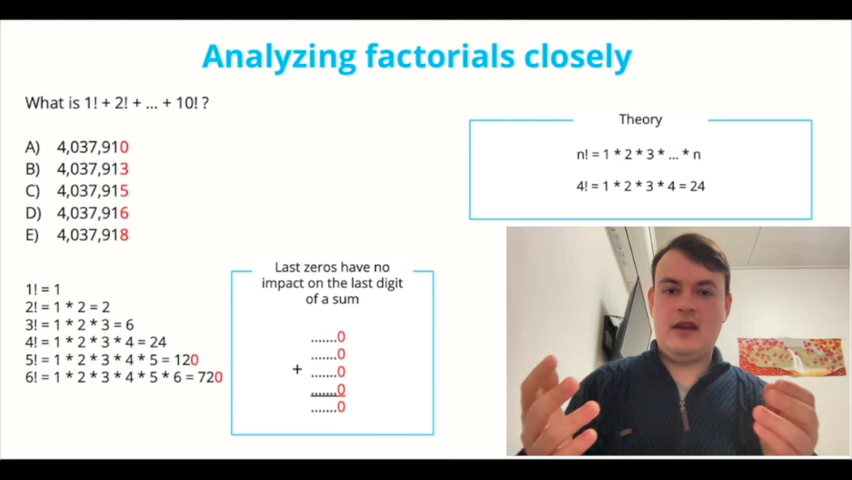 Analyzing factorials closely
What is 1! + 2! + ... + 10! ?
A) 4,037,910
B) 4,037,913
C) 4,037,915
D) 4,037,916
E) 4,037,918
1! = 1
2! = 1 * 2 = 2
3! = 1 * 2 * 3 = 6
4! = 1 * 2 * 3 * 4 = 24
5! = 1 * 2 * 3 * 4 * 5 = 120
6! = 1 * 2 * 3 * 4 * 5 * 6 = 720
Last zeros have no
impact on the last digit
of a sum
.......0
.......0
+ .......0
.......0
.......0
Theory
n! = 1 * 2 * 3 * ... * n
4! = 1 * 2 * 3 * 4 = 24